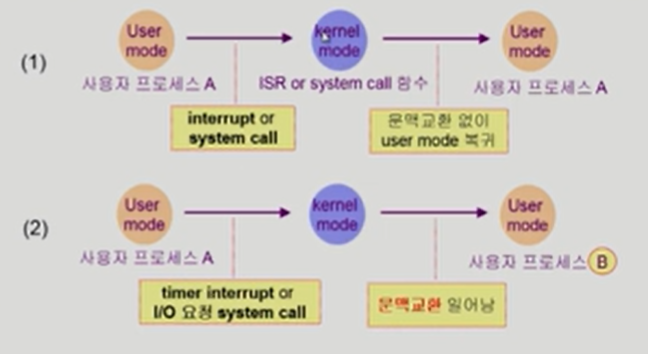 (1)
User
mode
kernel
mode
User
mode
사용자 프로세스 A
ISR or system call 함수
사용자 프로세스 A
interrupt or
system call
문맥교환 없이
user mode 복귀
(2)
User
mode
kernel
mode
User
mode
사용자 프로세스 A
사용자 프로세스 B
timer interrupt or
I/O 요청 system call
문맥교환 일어남